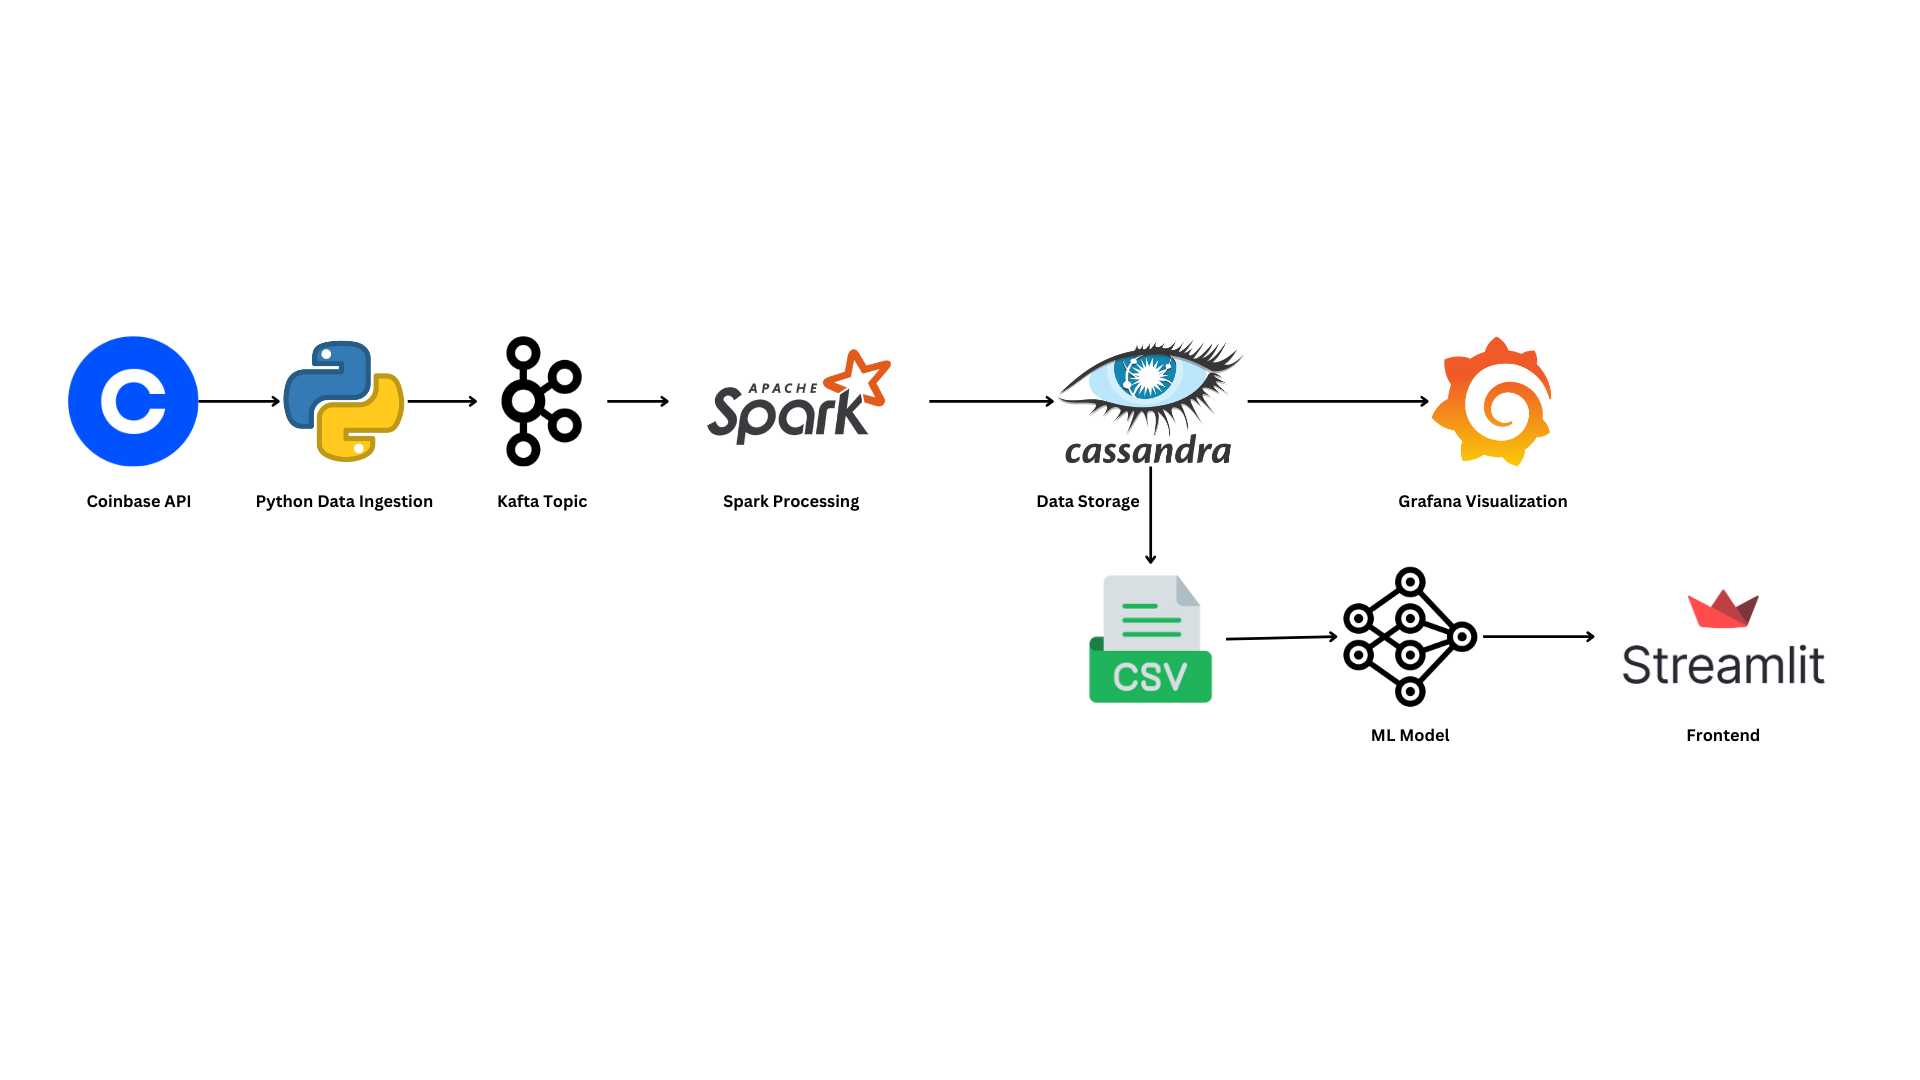 APACHE
Spark
cassandra
Coinbase API
Python Data Ingestion
Kafta Topic
Spark Processing
Data Storage
Grafana Visualization
CSV
Streamlit
ML Model
Frontend